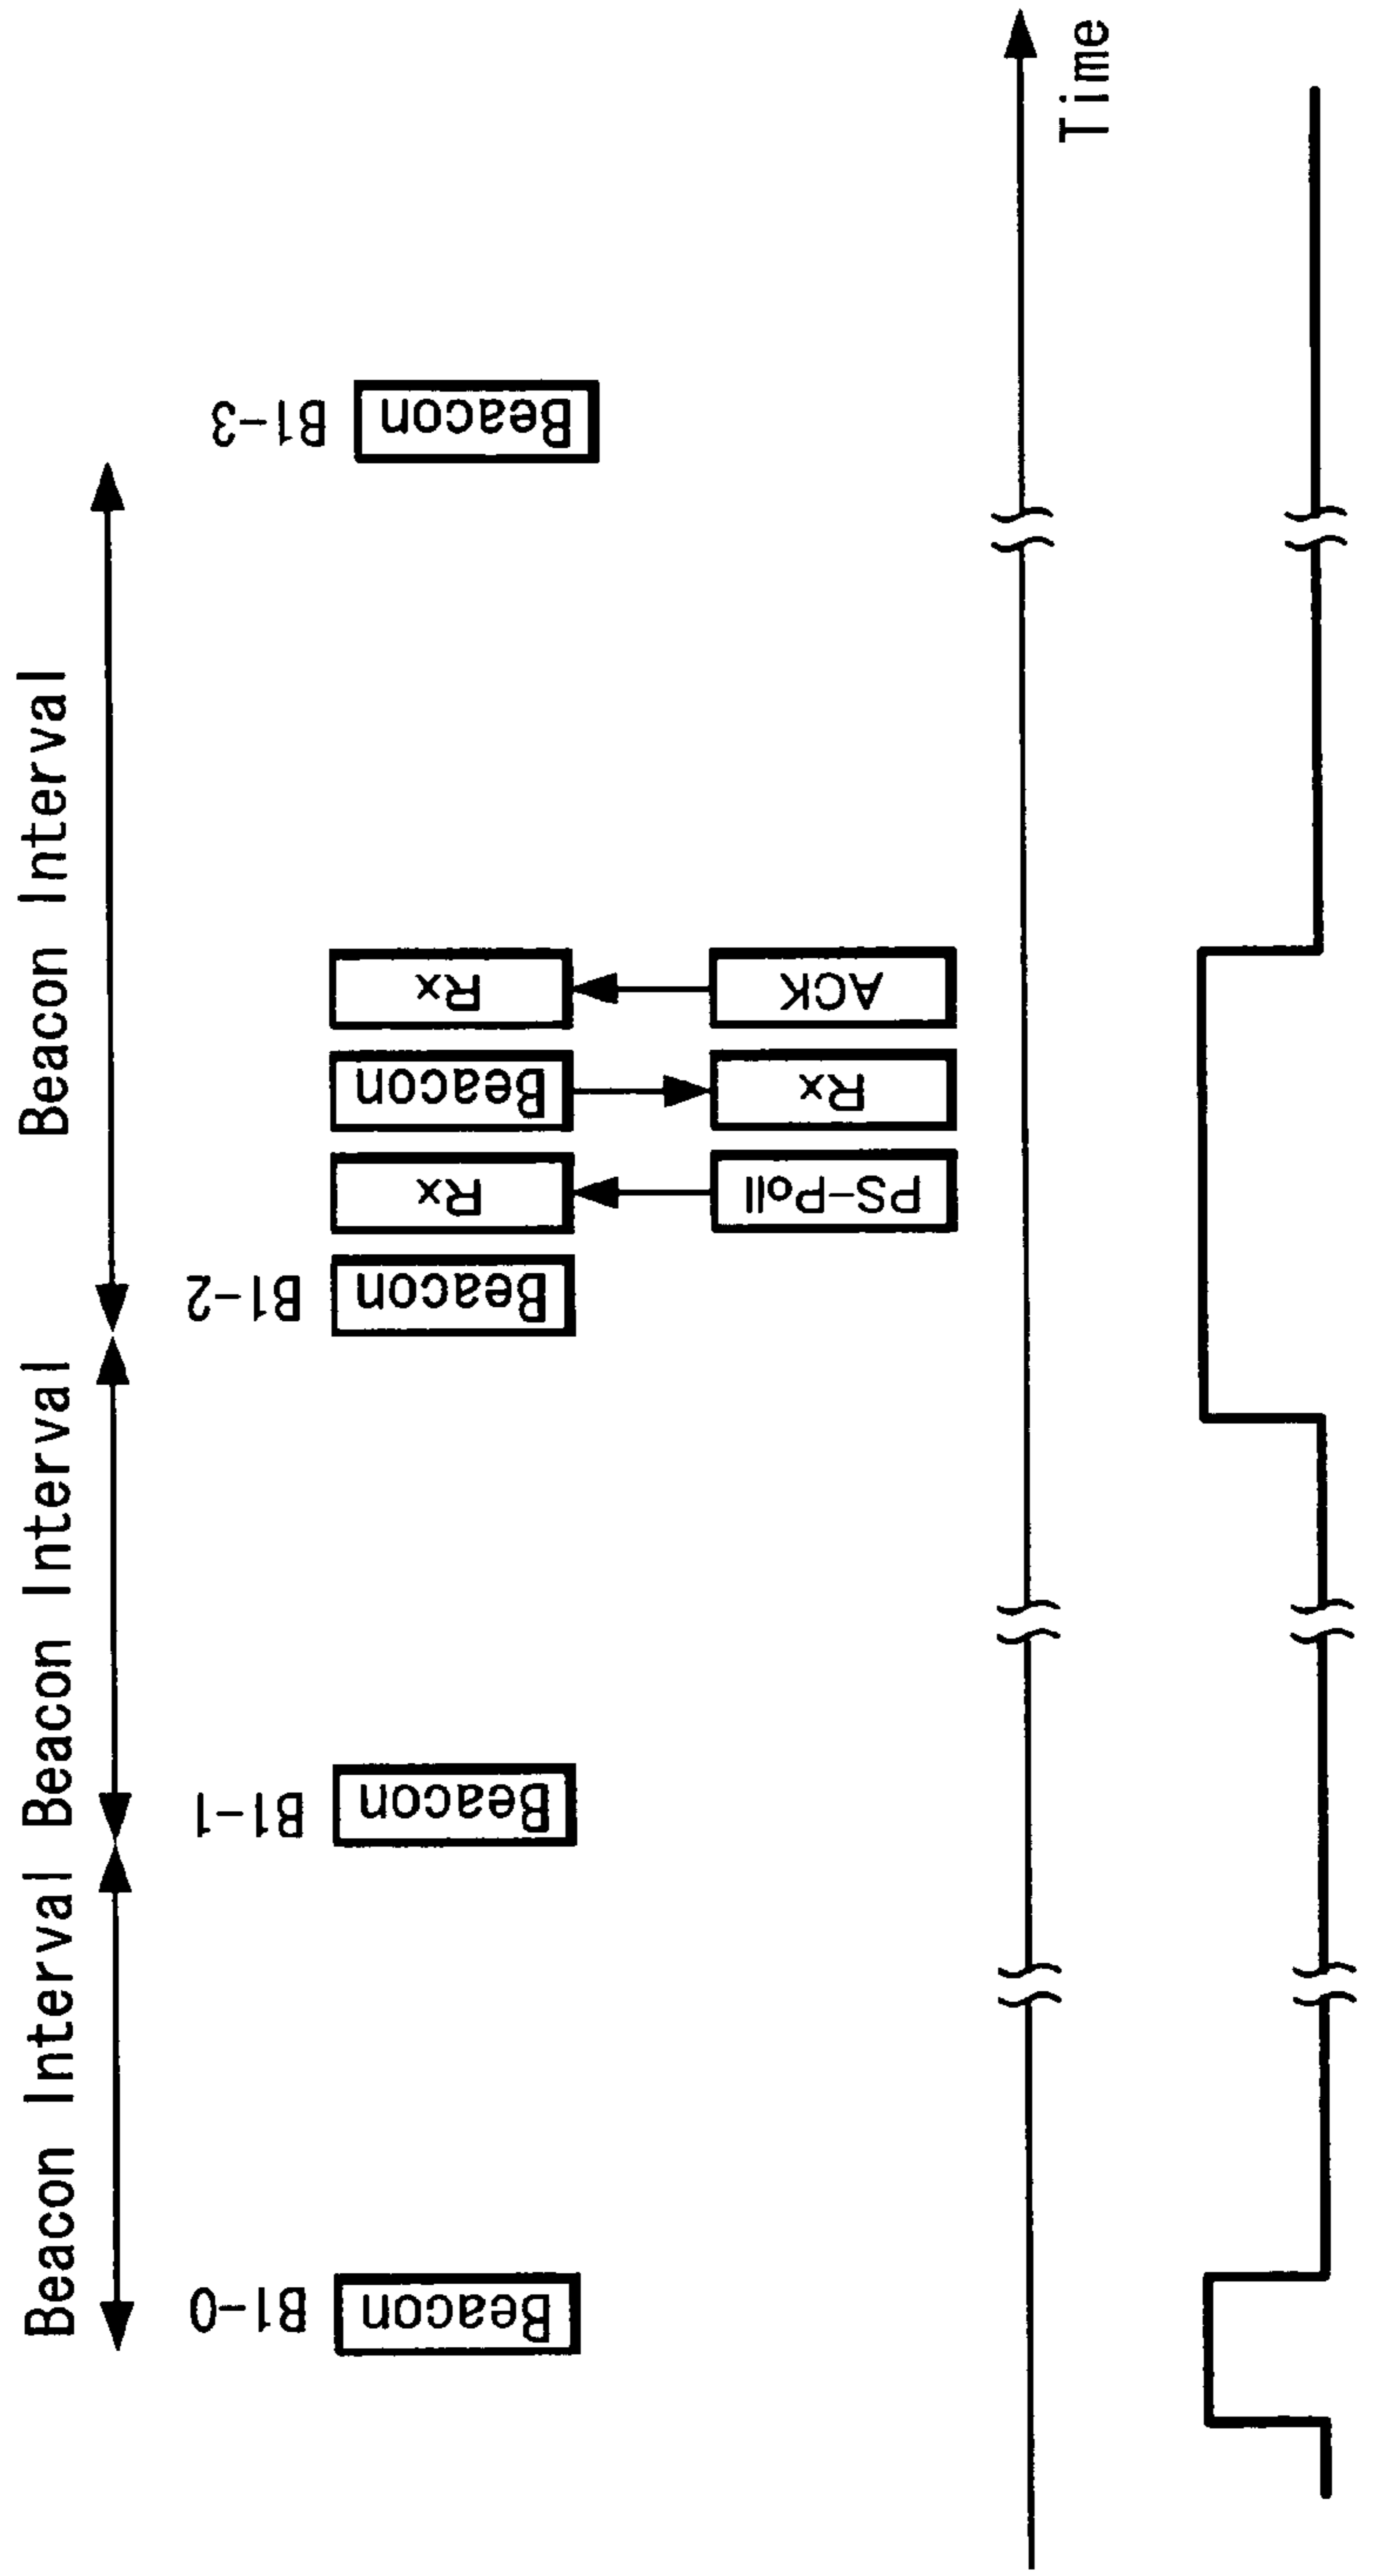 Beacon Interval
Beacon Interval
Beacon Interval
B1-0
B1-1
B1-2
B1-3
Beacon
Beacon
Beacon
Rx
Beacon
Rx
Beacon
PS-Poll
Rx
ACK
Time